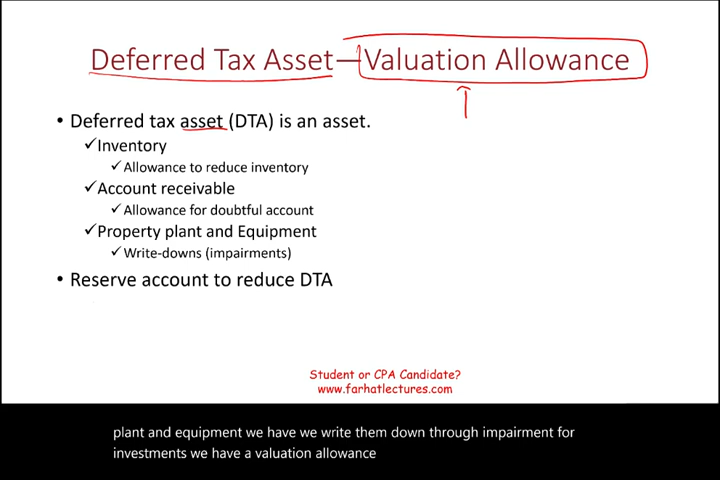 Deferred Tax Asset—Valuation Allowance
• Deferred tax asset (DTA) is an asset.
✓Inventory
✓Allowance to reduce inventory
✓Account receivable
✓Allowance for doubtful account
✓Property plant and Equipment
✓Write-downs (impairments)
• Reserve account to reduce DTA
Student or CPA Candidate?
www.farhatlectures.com
plant and equipment we have we write them down through impairment for
investments we have a valuation allowance